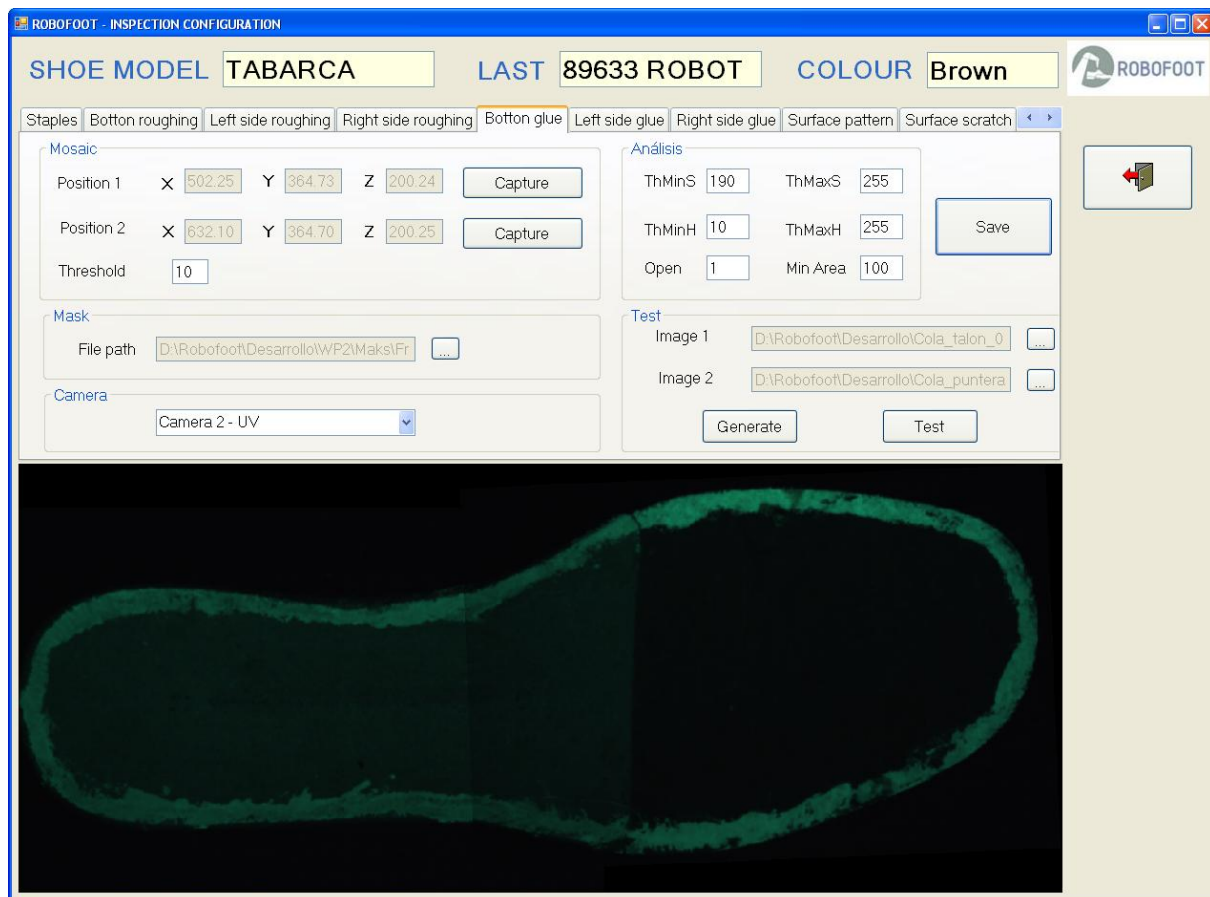 ROBOFOOT - INSPECTION CONFIGURATION
SHOE MODEL TABARCA LAST 89633 ROBOT COLOUR Brown
ROBOFOOT
Staples Botton roughing Left side roughing Right side roughing Botton glue Left side glue Right side glue Surface pattern Surface scratch
Mosaic
Position 1 X 502.25 Y 364.73 Z 200.24 Capture
Position 2 X 632.10 Y 364.70 Z 200.25 Capture
Threshold 10
Análisis
ThMinS 190 ThMaxS 255
ThMinH 10 ThMaxH 255
Open 1 Min Area 100
Save
Mask
File path D:\Robofoot\Desarrollo\WP2\Maks\Fr ...
Camera
Camera 2 - UV
Test
Image 1 D:\Robofoot\Desarrollo\Cola_talon_0 ...
Image 2 D:\Robofoot\Desarrollo\Cola_puntera ...
Generate Test